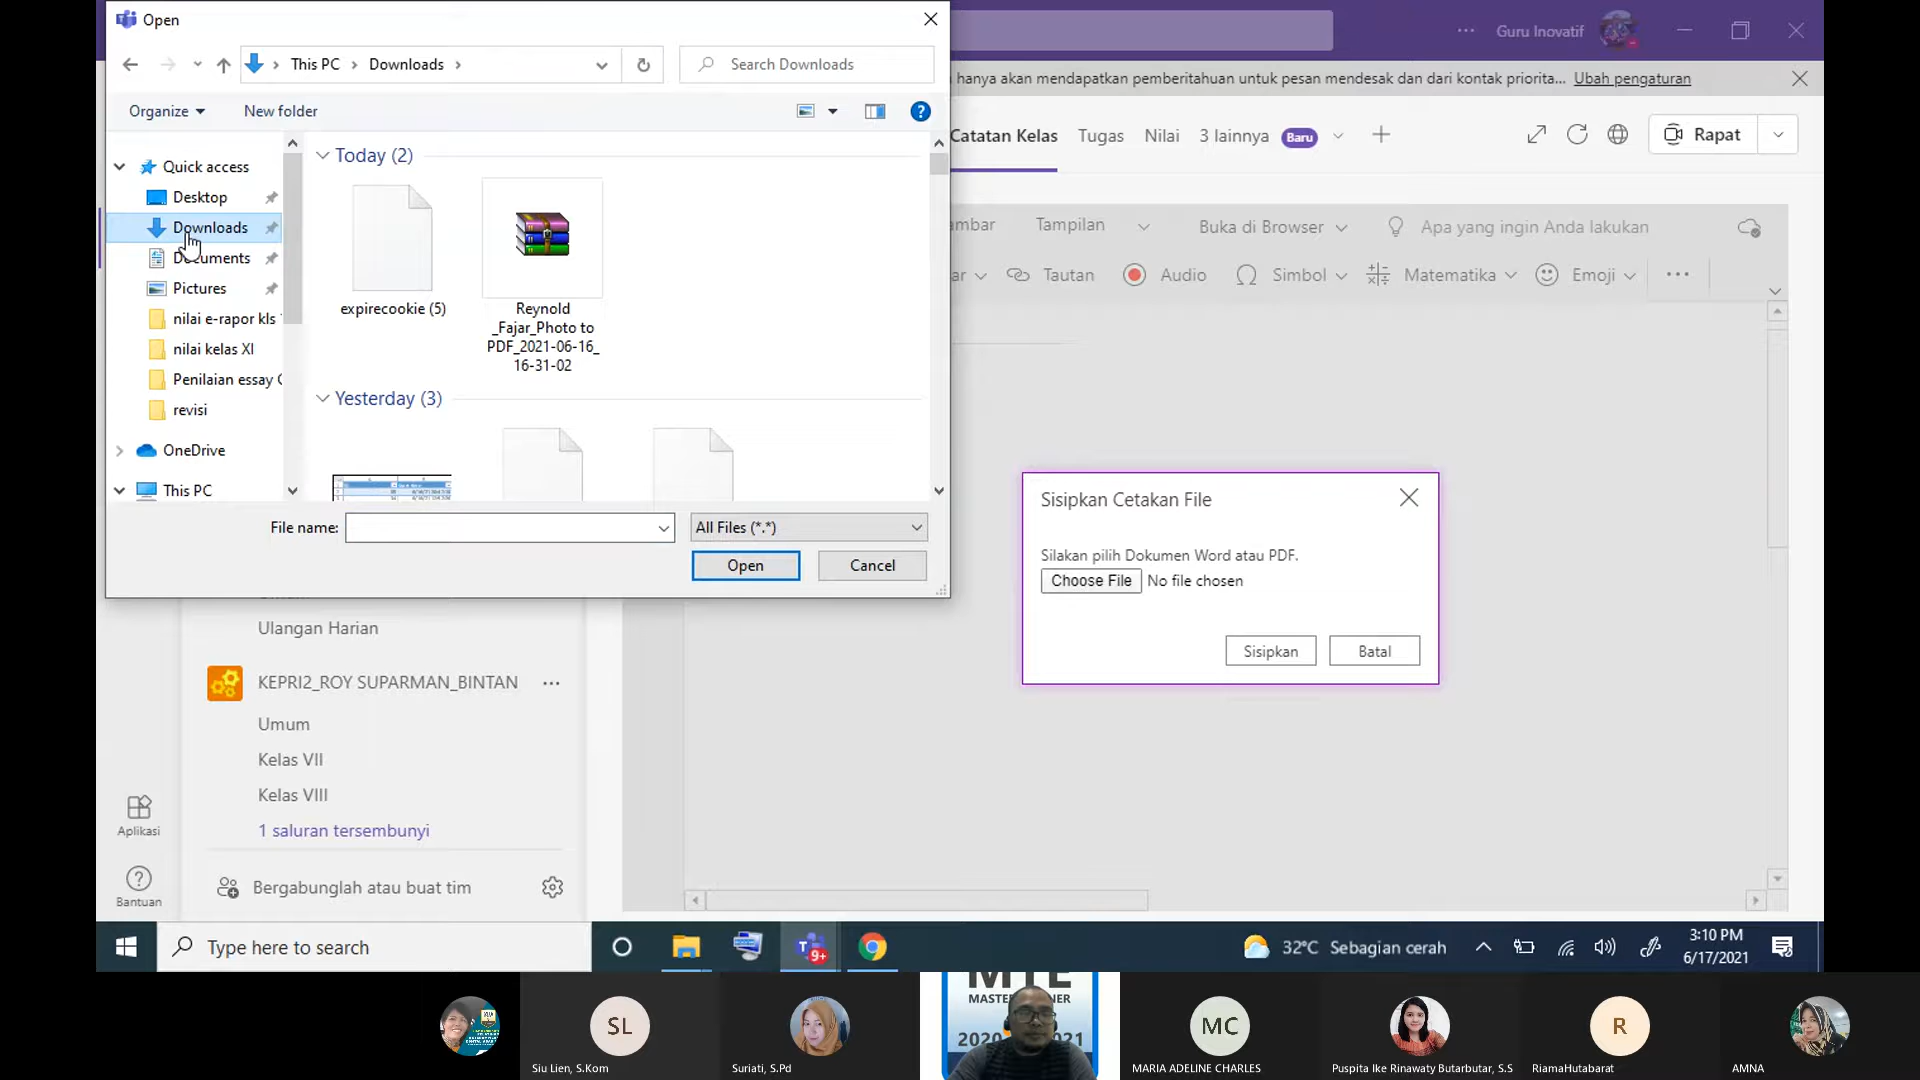 Open
This PC > Downloads >
Search Downloads
Organize
New folder
Quick access
Desktop
Downloads
Documents
Pictures
nilai e-rapor kls
nilai kelas XI
Penilaian essay
revisi
OneDrive
This PC
Today (2)
expirecookie (5)
Reynold
_Fajar_Photo to
PDF_2021-06-16_
16-31-02
Yesterday (3)
File name:
All Files (*.*)
Open
Cancel
Guru Inovatif
hanya akan mendapatkan pemberitahuan untuk pesan mendesak dan dari kontak priorita... Ubah pengaturan
Catatan Kelas
Tugas
Nilai
3 lainnya
Baru
Rapat
Tampilan
Buka di Browser
Apa yang ingin Anda lakukan
Tautan
Audio
Simbol
Matematika
Emoji
Sisipkan Cetakan File
Silakan pilih Dokumen Word atau PDF.
Choose File No file chosen
Sisipkan
Batal
Ulangan Harian
KEPRI2_ROY SUPARMAN_BINTAN
Umum
Kelas VII
Kelas VIII
1 saluran tersembunyi
Aplikasi
Bergabunglah atau buat tim
Bantuan
Type here to search
9+
32°C Sebagian cerah
3:10 PM
6/17/2021
SL
Siu Lien, S.Kom
Suriati, S.Pd
MC
MARIA ADELINE CHARLES
Puspita Ike Rinawaty Butarbutar, S.S
R
RiamaHutabarat
AMNA